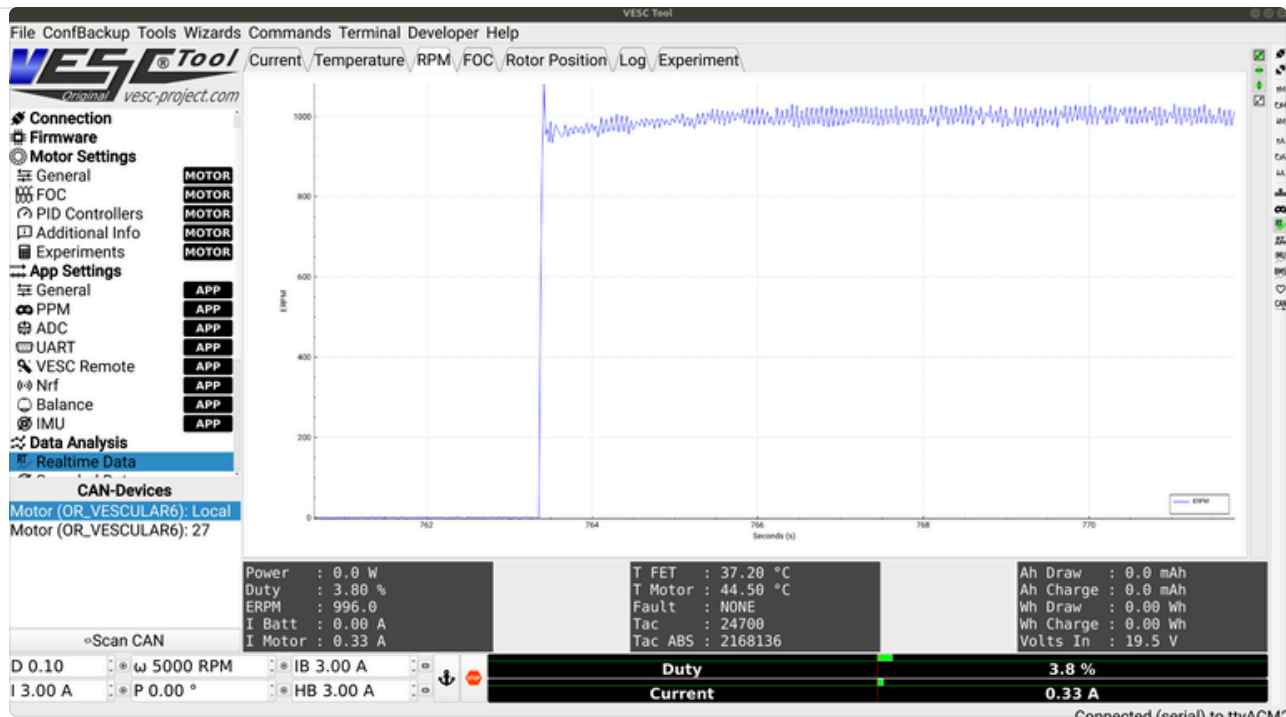 VESC Tool
File ConfBackup Tools Wizards Commands Terminal Developer Help
VESC® Tool
Original vesc-project.com
Current Temperature RPM FOC Rotor Position Log Experiment
Connection
Firmware
Motor Settings
General MOTOR
FOC MOTOR
PID Controllers MOTOR
Additional Info MOTOR
Experiments MOTOR
App Settings
General APP
PPM APP
ADC APP
UART APP
VESC Remote APP
Nrf APP
Balance APP
IMU APP
Data Analysis
Realtime Data
CAN-Devices
Motor (OR_VESCULAR6): Local
Motor (OR_VESCULAR6): 27
Scan CAN
1000
800
600
400
200
0
ERPM
762 764 766 768 770
Seconds (s)
ERPM
Power : 0.0 W
Duty : 3.80 %
ERPM : 996.0
I Batt : 0.00 A
I Motor : 0.33 A
T FET : 37.20 °C
T Motor : 44.50 °C
Fault : NONE
Tac : 24700
Tac ABS : 2168136
Ah Draw : 0.0 mAh
Ah Charge : 0.0 mAh
Wh Draw : 0.00 Wh
Wh Charge : 0.00 Wh
Volts In : 19.5 V
D 0.10 ω 5000 RPM IB 3.00 A
I 3.00 A P 0.00 ° HB 3.00 A
STOP
Duty 3.8 %
Current 0.33 A
Connected (serial) to